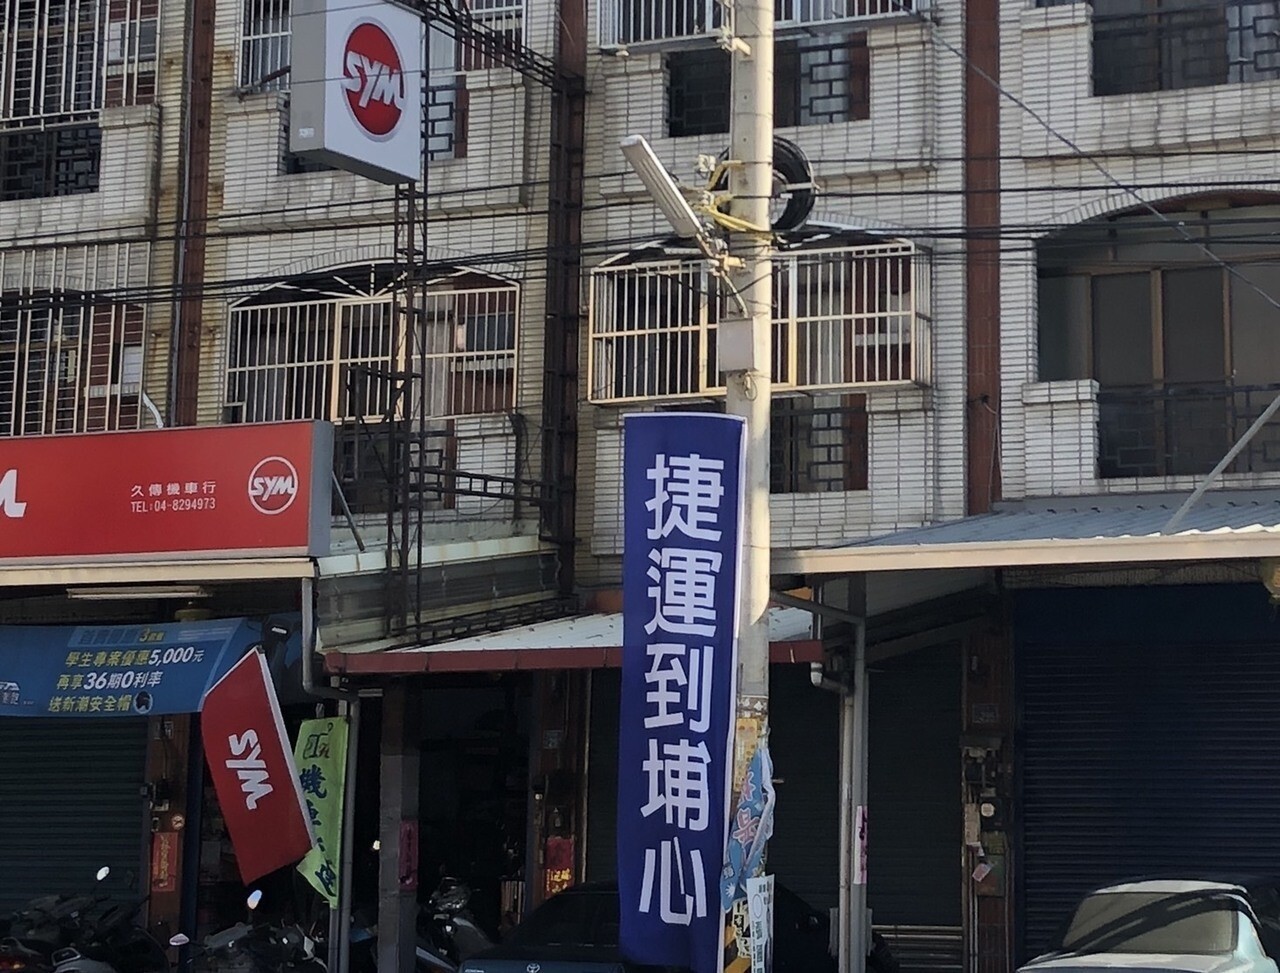 SYM
久傳機車行
TEL:04-8294973
SYM
學生專案優惠5,000元
再享36期0利率
送新潮安全帽
SYM
機車
捷運到埔心